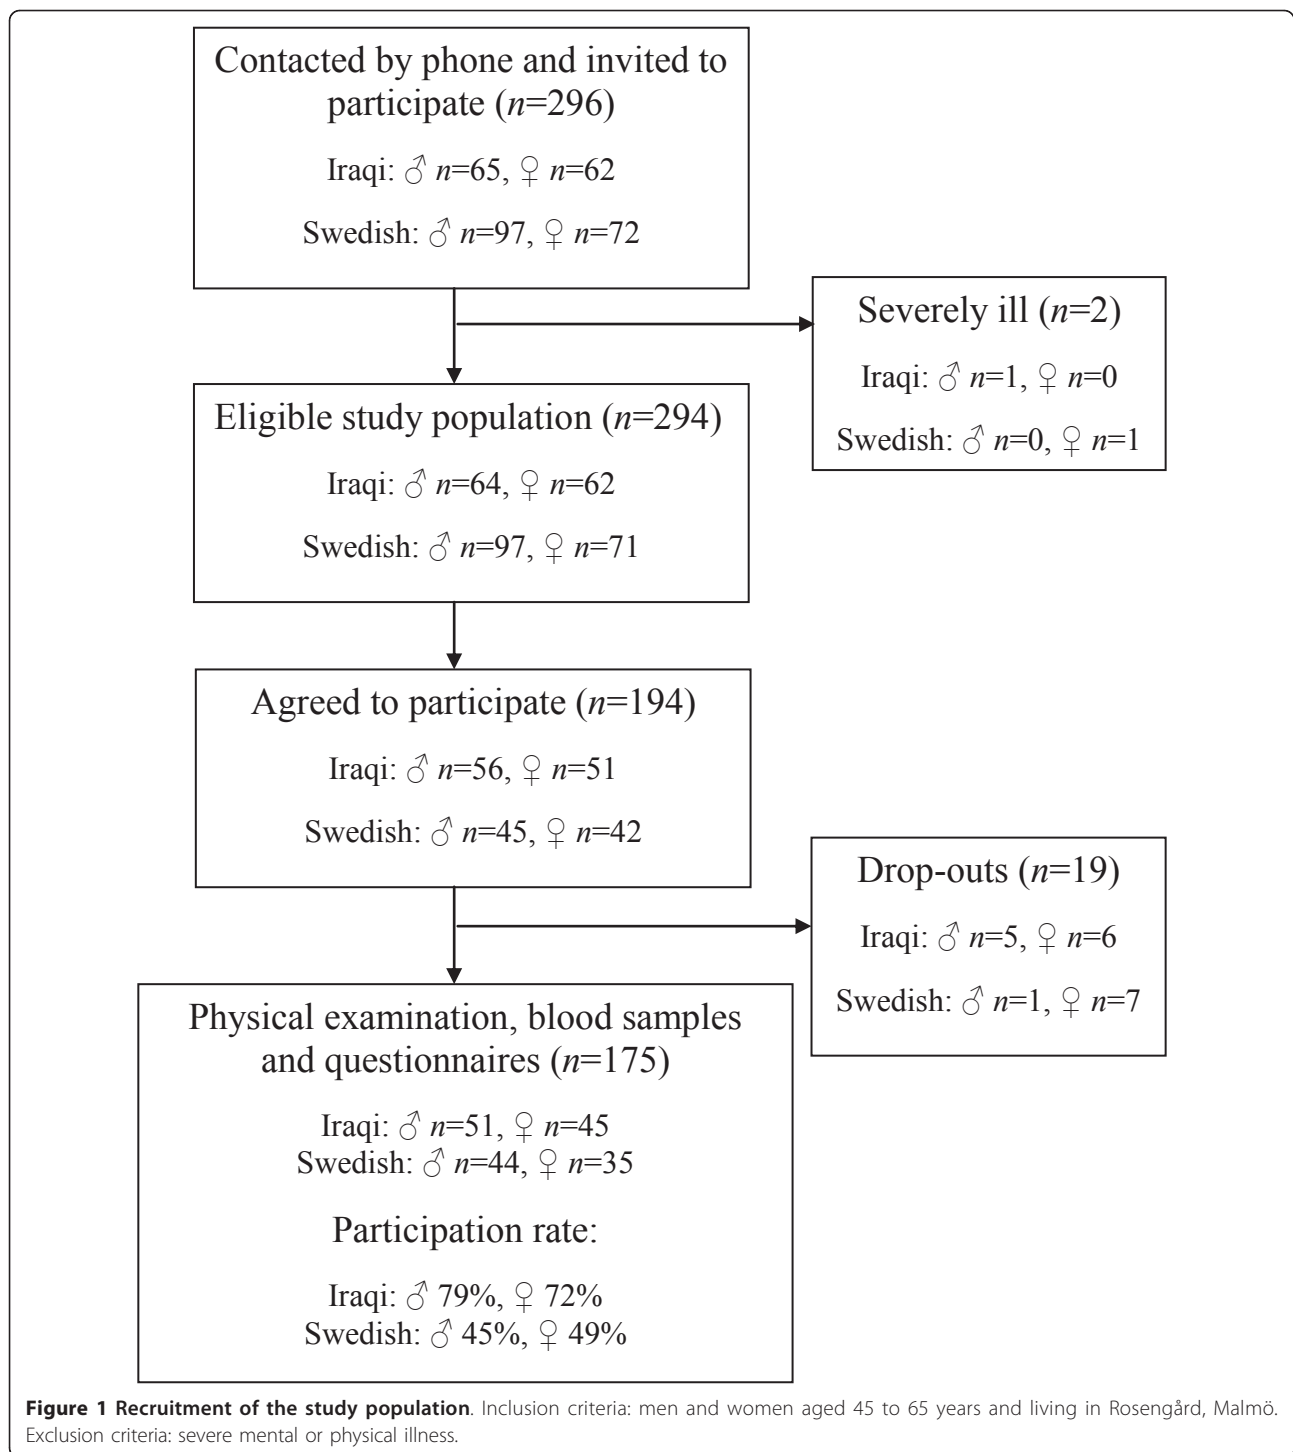 Contacted by phone and invited to
participate (n=296)
Iraqi: ♂ n=65, ♀ n=62
Swedish: ♂ n=97, ♀ n=72
Severely ill (n=2)
Iraqi: ♂ n=1, ♀ n=0
Swedish: ♂ n=0, ♀ n=1
Eligible study population (n=294)
Iraqi: ♂ n=64, ♀ n=62
Swedish: ♂ n=97, ♀ n=71
Agreed to participate (n=194)
Iraqi: ♂ n=56, ♀ n=51
Swedish: ♂ n=45, ♀ n=42
Drop-outs (n=19)
Iraqi: ♂ n=5, ♀ n=6
Swedish: ♂ n=1, ♀ n=7
Physical examination, blood samples
and questionnaires (n=175)
Iraqi: ♂ n=51, ♀ n=45
Swedish: ♂ n=44, ♀ n=35
Participation rate:
Iraqi: ♂ 79%, ♀ 72%
Swedish: ♂ 45%, ♀ 49%
Figure 1 Recruitment of the study population. Inclusion criteria: men and women aged 45 to 65 years and living in Rosengård, Malmö.
Exclusion criteria: severe mental or physical illness.